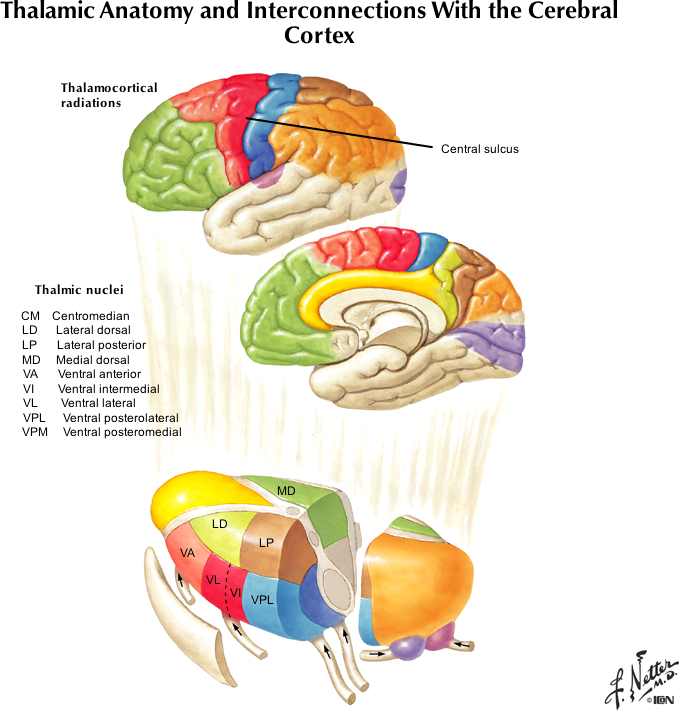 Thalamic Anatomy and Interconnections With the Cerebral
Cortex
Thalamocortical
radiations
Central sulcus
Thalmic nuclei
CM Centromedian
LD Lateral dorsal
LP Lateral posterior
MD Medial dorsal
VA Ventral anterior
VI Ventral intermedial
VL Ventral lateral
VPL Ventral posterolateral
VPM Ventral posteromedial
MD
LD
LP
VA
VL
VI
VPL
F. Netter
M.D.
© ICON